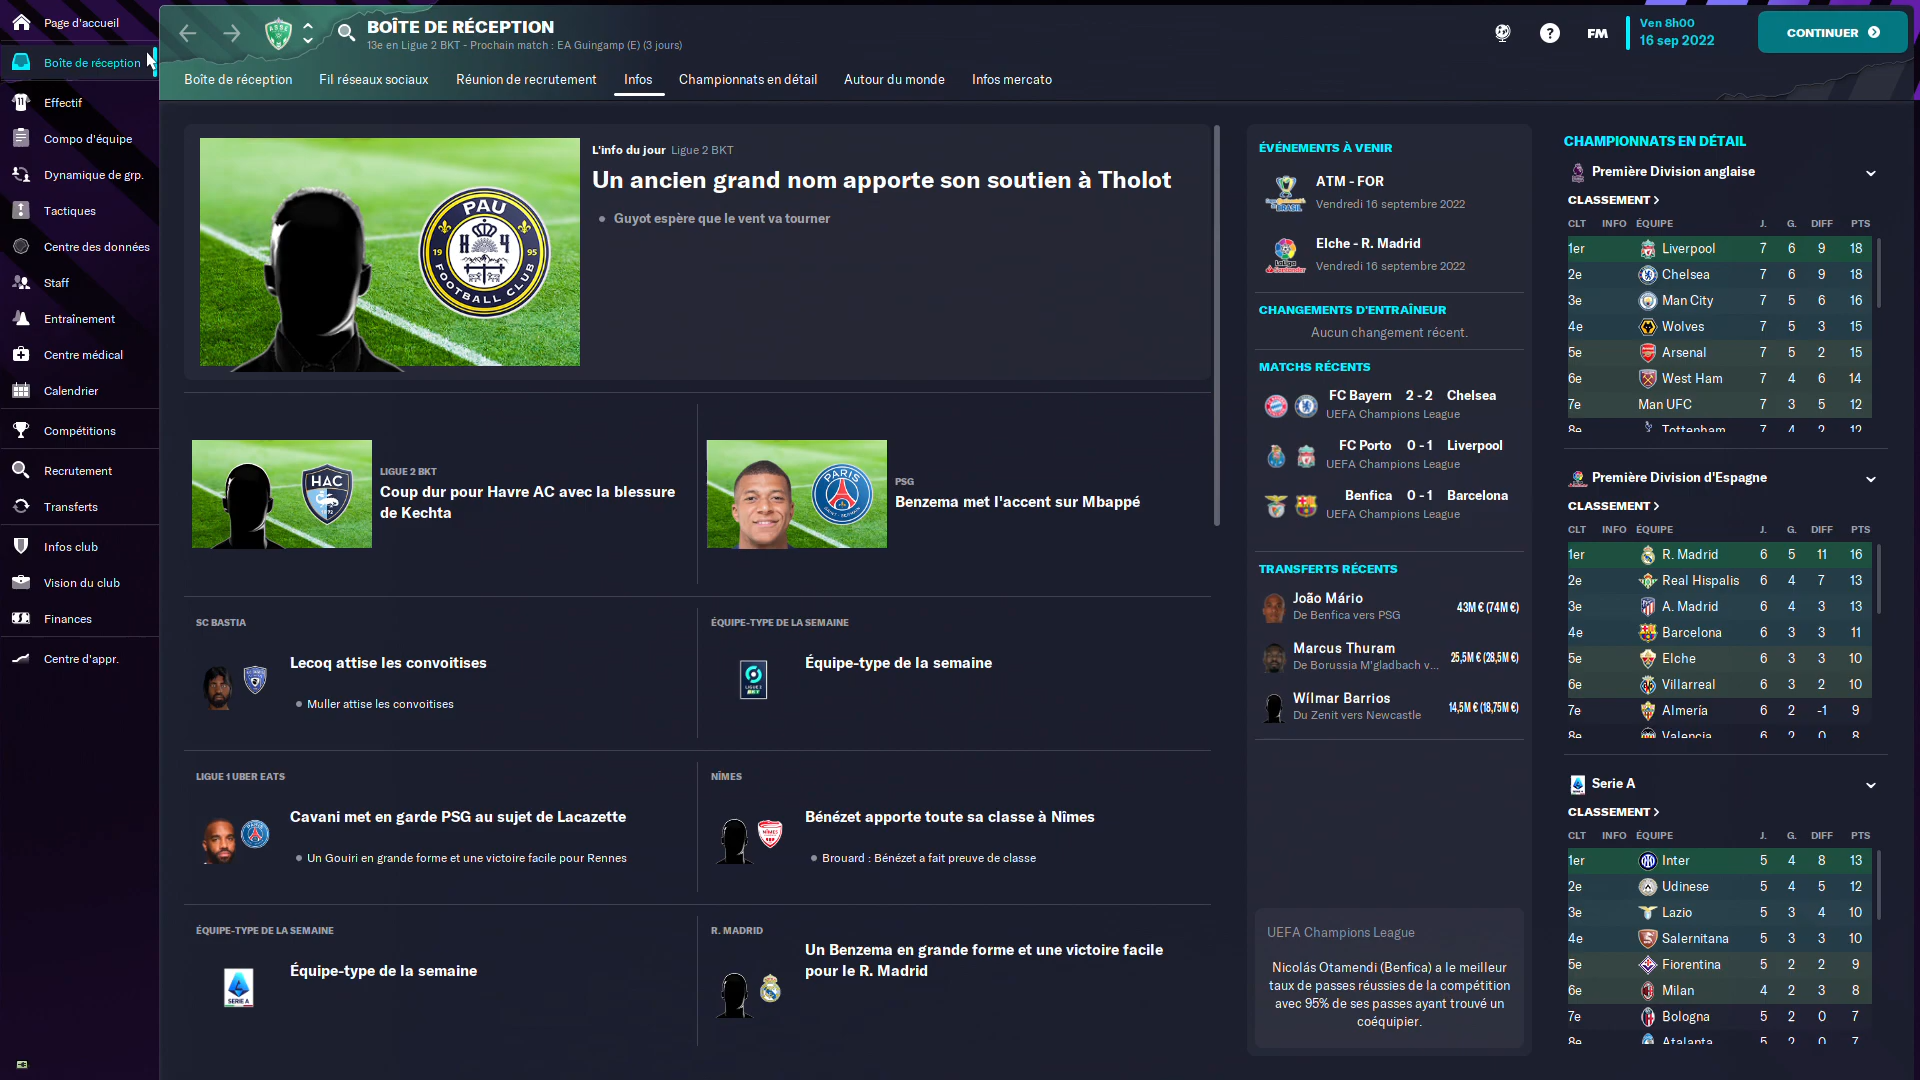 Page d'accueil
Boîte de réception
Effectif
Compo d'équipe
Dynamique de grp.
Tactiques
Centre des données
Staff
Entraînement
Centre médical
Calendrier
Compétitions
Recrutement
Transferts
Infos club
Vision du club
Finances
Centre d'appr.
BOÎTE DE RÉCEPTION
13e en Ligue 2 BKT - Prochain match : EA Guingamp (E) (3 jours)
FM
Ven 8h00
16 sep 2022
CONTINUER
Boîte de réception Fil réseaux sociaux Réunion de recrutement Infos Championnats en détail Autour du monde Infos mercato
PAU
19 95
FOOTBALL CLUB
L'info du jour Ligue 2 BKT
Un ancien grand nom apporte son soutien à Tholot
Guyot espère que le vent va tourner
HAC
LIGUE 2 BKT
Coup dur pour Havre AC avec la blessure
de Kechta
PARIS
PSG
Benzema met l'accent sur Mbappé
SC BASTIA
Lecoq attise les convoitises
Muller attise les convoitises
ÉQUIPE-TYPE DE LA SEMAINE
Équipe-type de la semaine
LIGUE 1 UBER EATS
Cavani met en garde PSG au sujet de Lacazette
Un Gouiri en grande forme et une victoire facile pour Rennes
NÎMES
Bénézet apporte toute sa classe à Nîmes
Brouard : Bénézet a fait preuve de classe
ÉQUIPE-TYPE DE LA SEMAINE
SERIE A
Équipe-type de la semaine
R. MADRID
Un Benzema en grande forme et une victoire facile
pour le R. Madrid
ÉVÉNEMENTS À VENIR
ATM - FOR
Vendredi 16 septembre 2022
Elche - R. Madrid
Vendredi 16 septembre 2022
CHANGEMENTS D'ENTRAÎNEUR
Aucun changement récent.
MATCHS RÉCENTS
FC Bayern 2 - 2 Chelsea
UEFA Champions League
FC Porto 0 - 1 Liverpool
UEFA Champions League
Benfica 0 - 1 Barcelona
UEFA Champions League
TRANSFERTS RÉCENTS
João Mário
De Benfica vers PSG
43M € (74M €)
Marcus Thuram
De Borussia M'gladbach v...
25,5M € (28,5M €)
Wílmar Barrios
Du Zenit vers Newcastle
14,5M € (18,75M €)
UEFA Champions League
Nicolás Otamendi (Benfica) a le meilleur
taux de passes réussies de la compétition
avec 95% de ses passes ayant trouvé un
coéquipier.
CHAMPIONNATS EN DÉTAIL
Première Division anglaise
CLASSEMENT
CLT INFO ÉQUIPE J. G. DIFF PTS
1er Liverpool 7 6 9 18
2e Chelsea 7 6 9 18
3e Man City 7 5 6 16
4e Wolves 7 5 3 15
5e Arsenal 7 5 2 15
6e West Ham 7 4 6 14
7e Man UFC 7 3 5 12
8e Tottenham 7 4 2 12
Première Division d'Espagne
CLASSEMENT
CLT INFO ÉQUIPE J. G. DIFF PTS
1er R. Madrid 6 5 11 16
2e Real Hispalis 6 4 7 13
3e A. Madrid 6 4 3 13
4e Barcelona 6 3 3 11
5e Elche 6 3 3 10
6e Villarreal 6 3 2 10
7e Almería 6 2 -1 9
8e Valencia 6 2 0 8
Serie A
CLASSEMENT
CLT INFO ÉQUIPE J. G. DIFF PTS
1er Inter 5 4 8 13
2e Udinese 5 4 5 12
3e Lazio 5 3 4 10
4e Salernitana 5 3 3 10
5e Fiorentina 5 2 2 9
6e Milan 4 2 3 8
7e Bologna 5 2 0 7
8e Atalanta 5 2 0 7